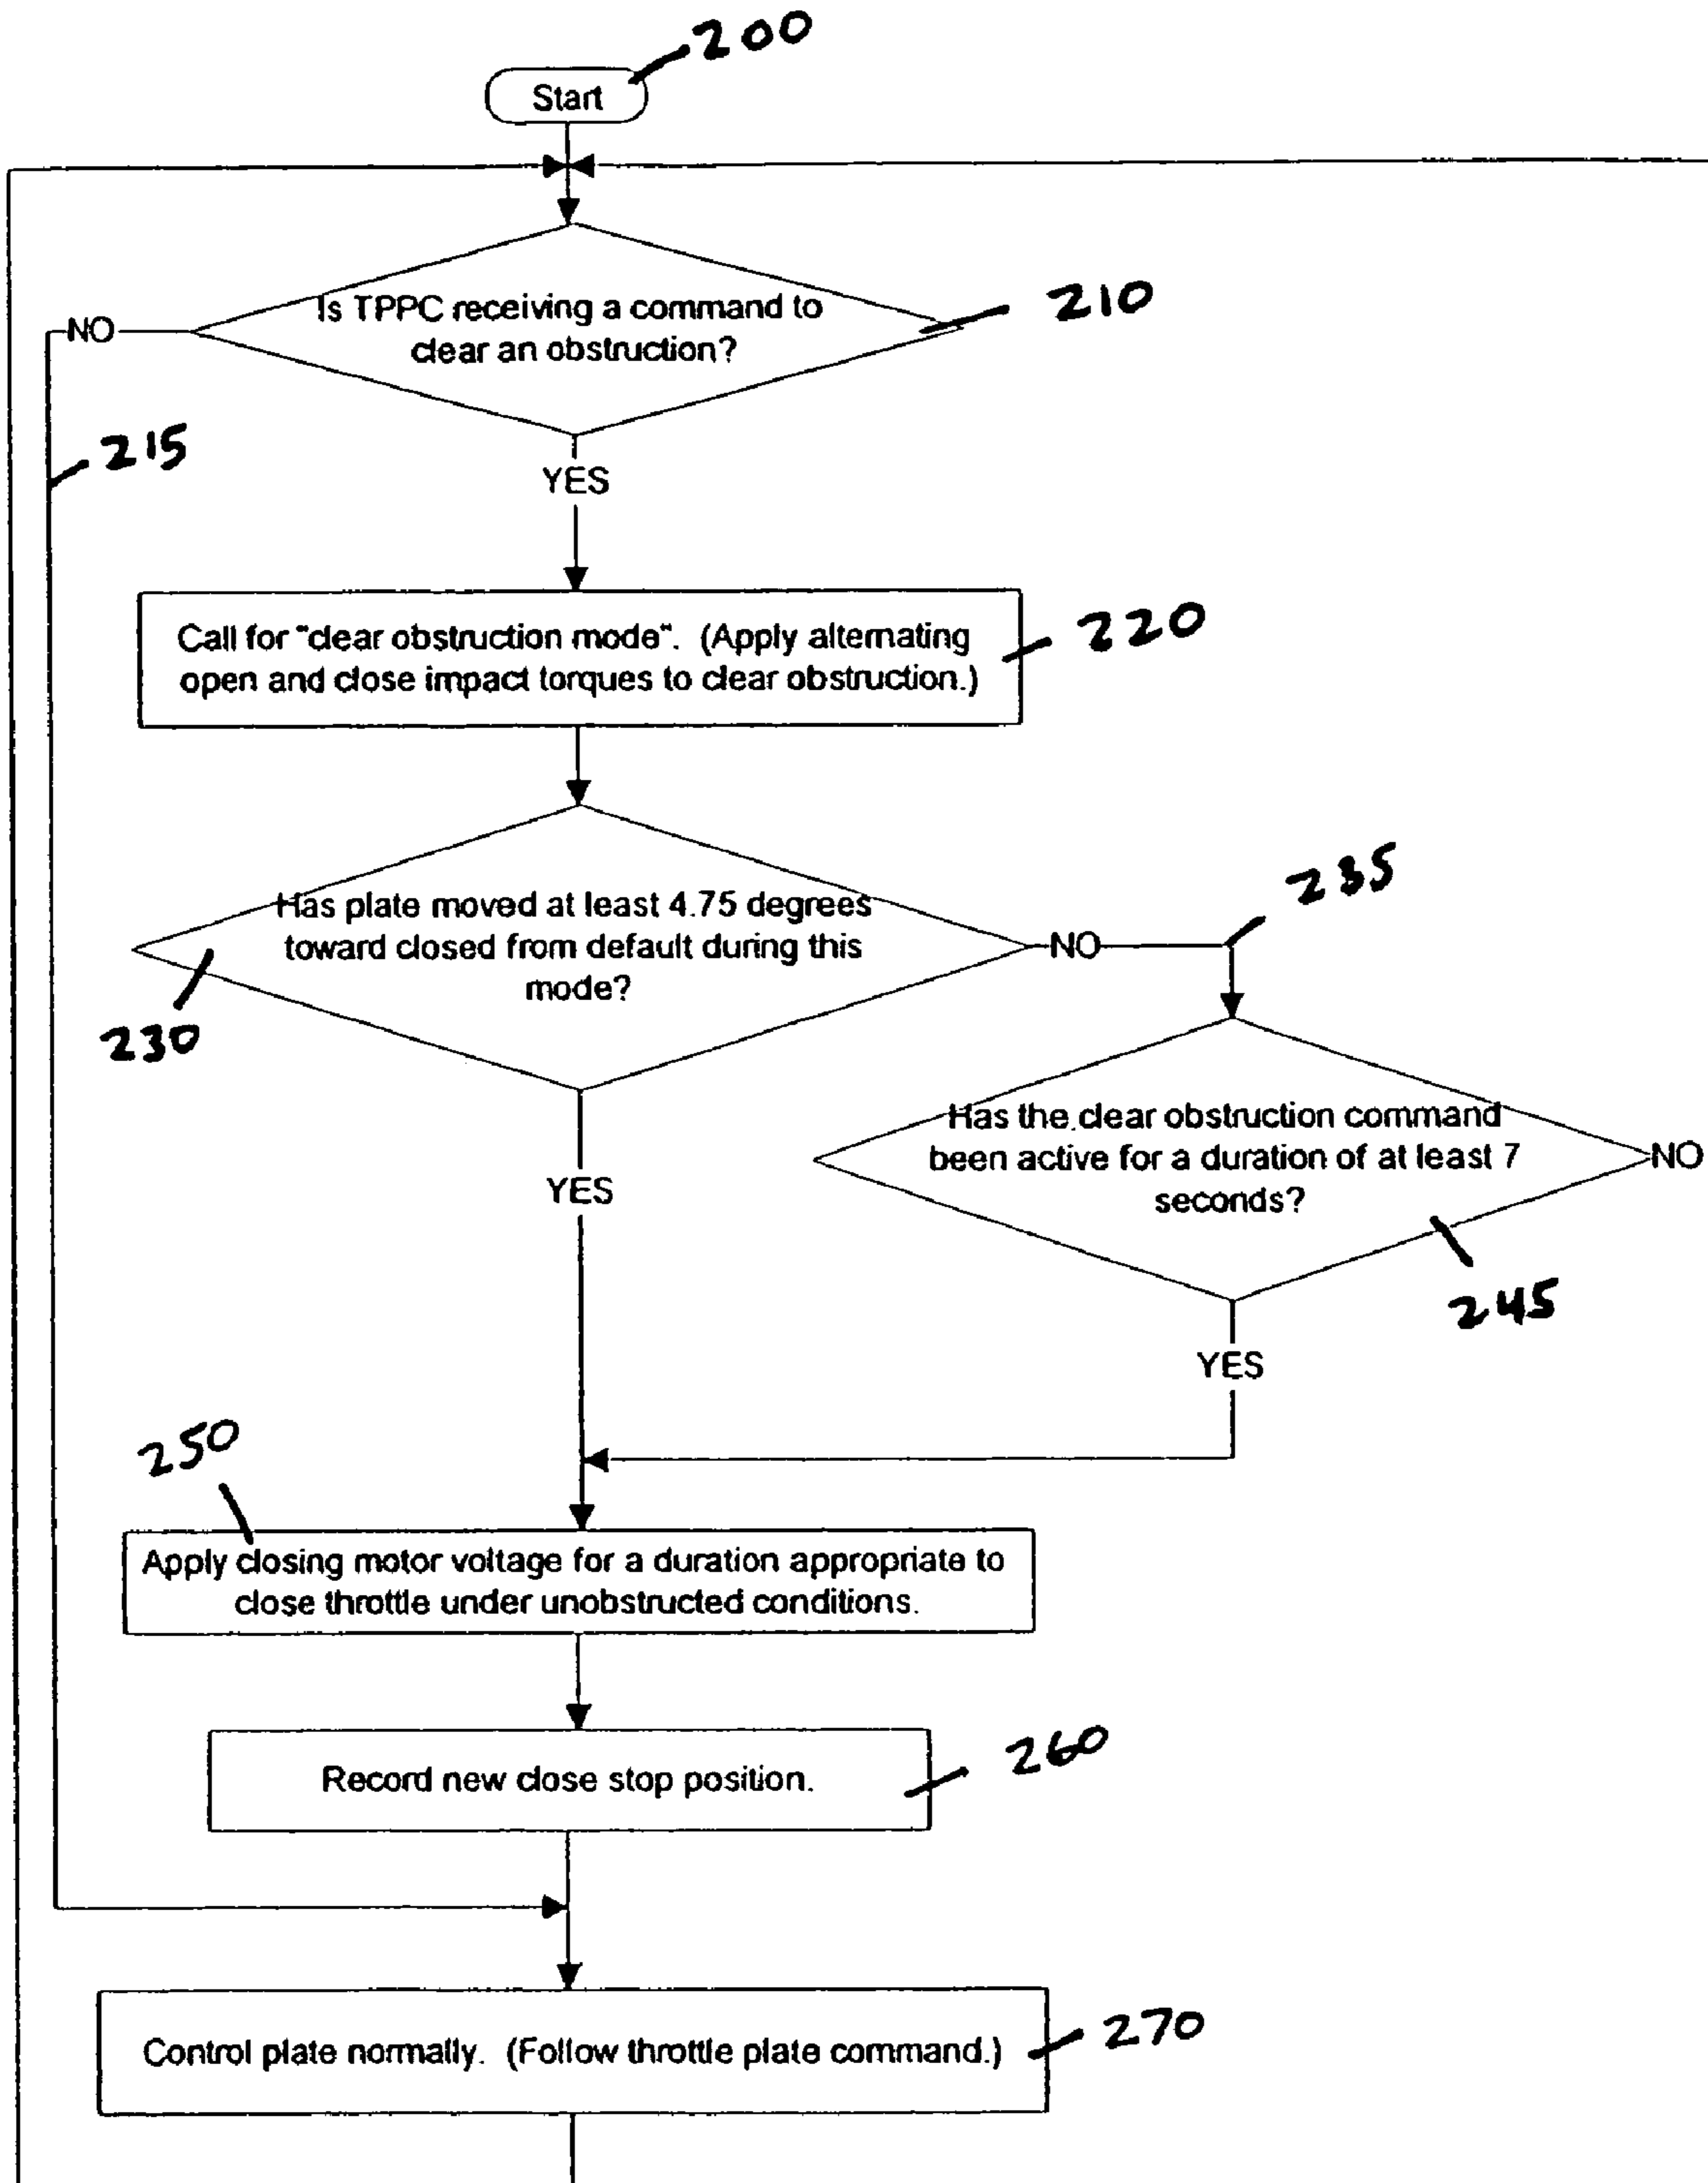 200
Start
Is TPPC receiving a command to
clear an obstruction?
210
NO
215
YES
Call for "clear obstruction mode". (Apply alternating
open and close impact torques to clear obstruction.)
220
Has plate moved at least 4.75 degrees
toward closed from default during this
mode?
230
NO
235
Has the clear obstruction command
been active for a duration of at least 7
seconds?
NO
245
YES
YES
250
Apply closing motor voltage for a duration appropriate to
close throttle under unobstructed conditions.
Record new close stop position.
260
Control plate normally. (Follow throttle plate command.)
270